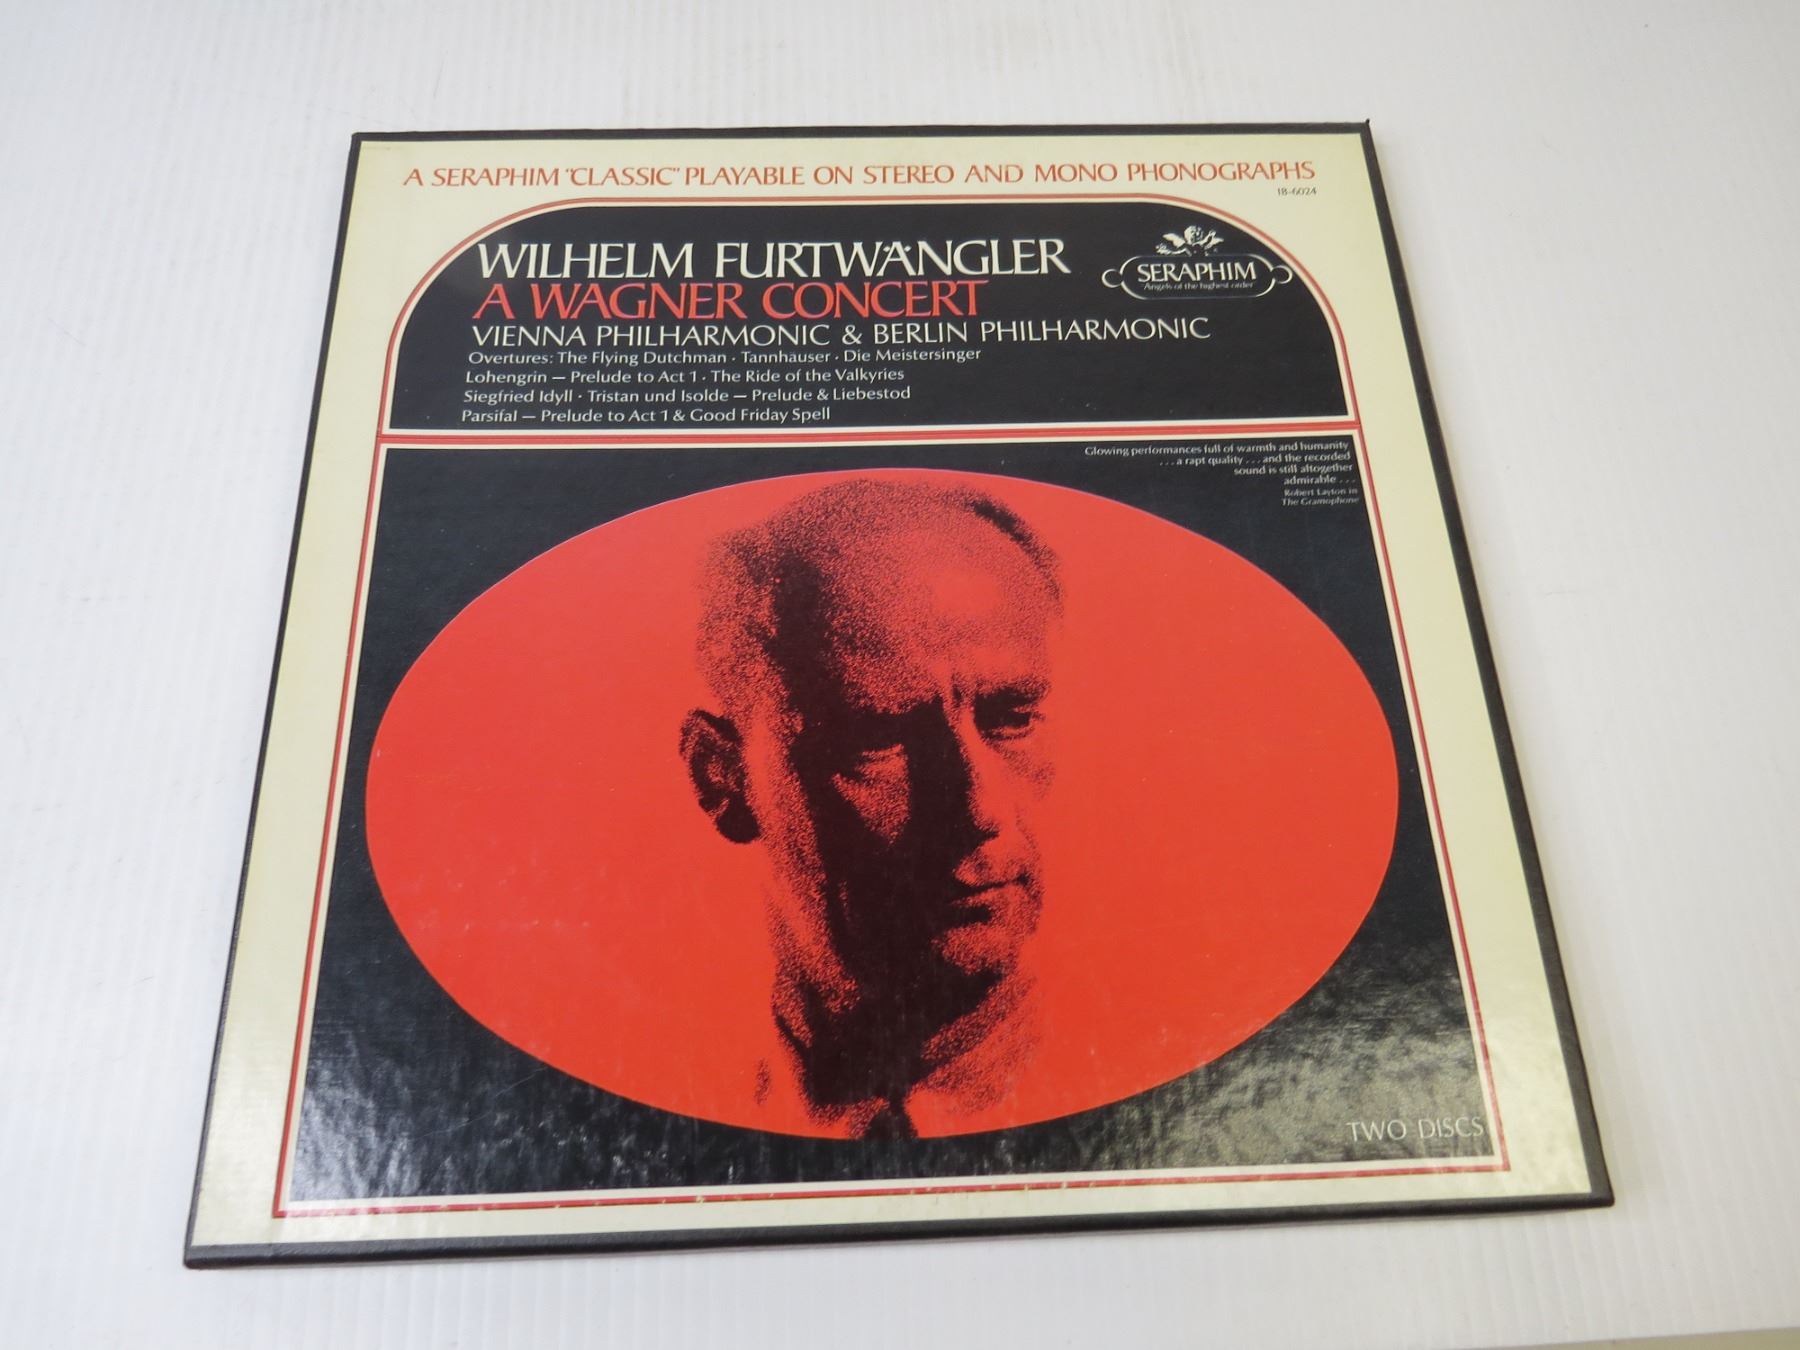 A SERAPHIM "CLASSIC" PLAYABLE ON STEREO AND MONO PHONOGRAPHS
IB-6024
WILHELM FURTWÄNGLER
A WAGNER CONCERT
VIENNA PHILHARMONIC & BERLIN PHILHARMONIC
Overtures: The Flying Dutchman · Tannhäuser · Die Meistersinger
Lohengrin — Prelude to Act 1 · The Ride of the Valkyries
Siegfried Idyll · Tristan und Isolde — Prelude & Liebestod
Parsifal — Prelude to Act 1 & Good Friday Spell
SERAPHIM
"Angels of the highest order"
Glowing performances full of warmth and humanity
. . . a rapt quality . . . and the recorded
sound is still altogether
admirable . . .
Robert Layton in
The Gramophone
TWO DISCS